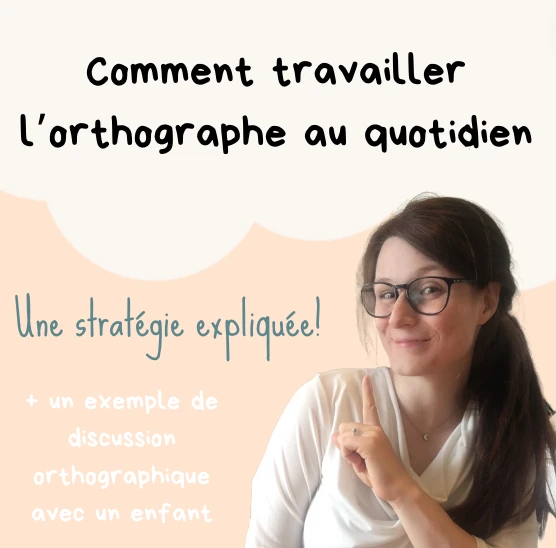 Comment travailler
l'orthographe au quotidien
Une stratégie expliquée!
+ un exemple de
discussion
orthographique
avec un enfant